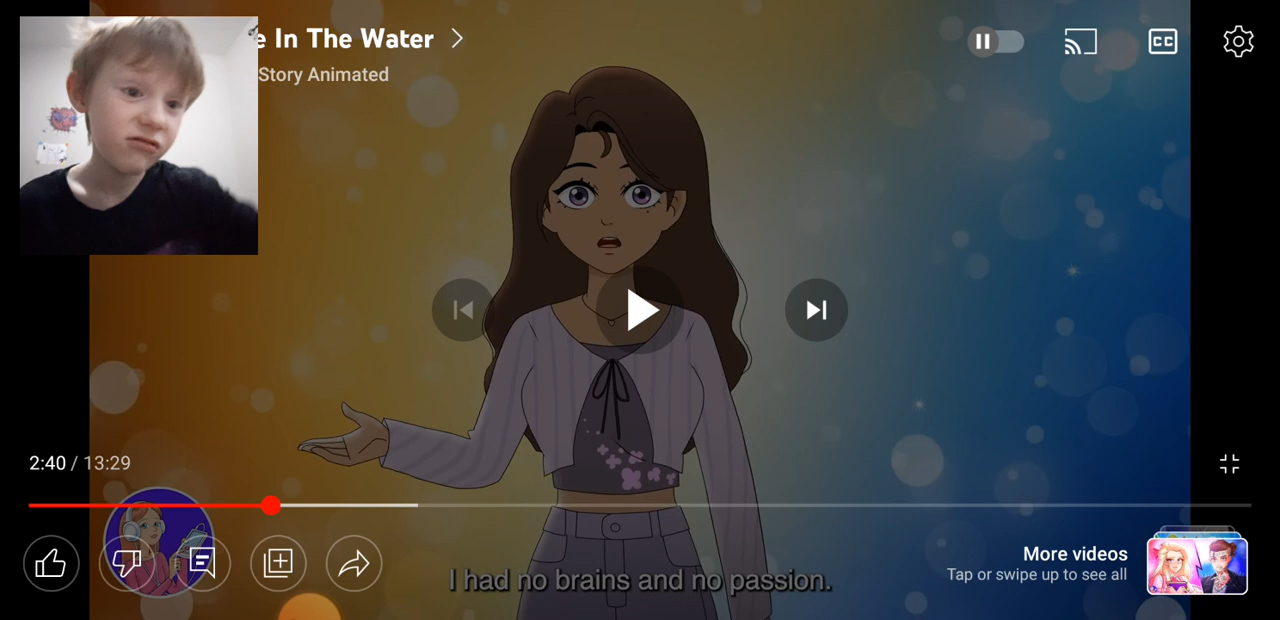 e In The Water
Story Animated
CC
2:40 / 13:29
More videos
Tap or swipe up to see all
I had no brains and no passion.